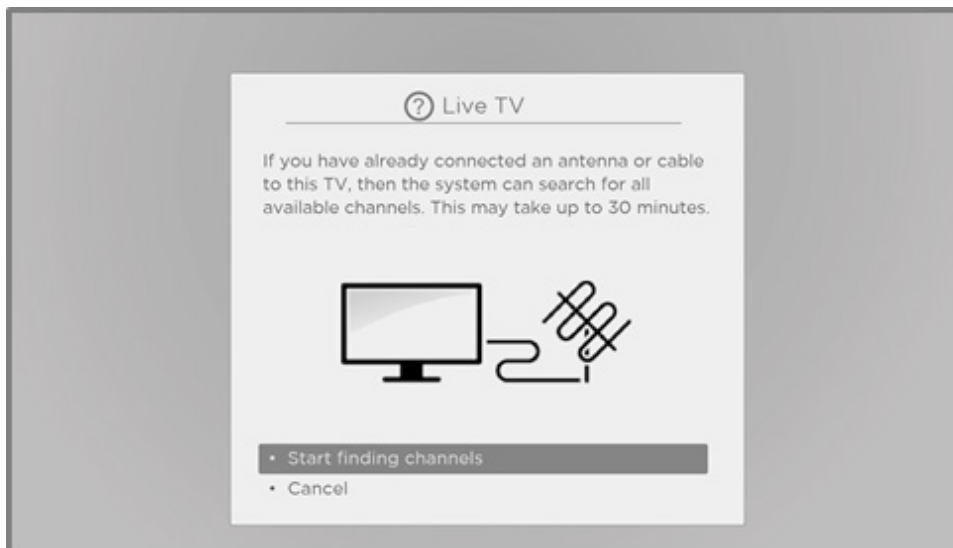 ? Live TV
If you have already connected an antenna or cable
to this TV, then the system can search for all
available channels. This may take up to 30 minutes.
• Start finding channels
• Cancel